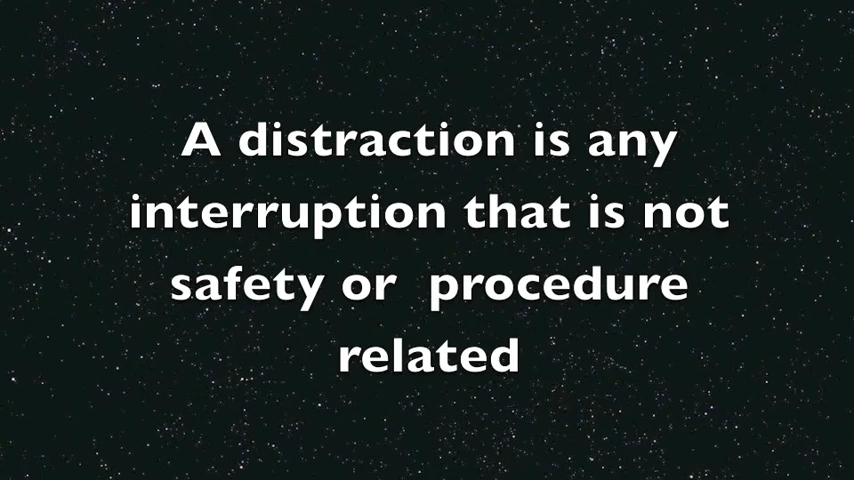 A distraction is any
interruption that is not
safety or  procedure
related